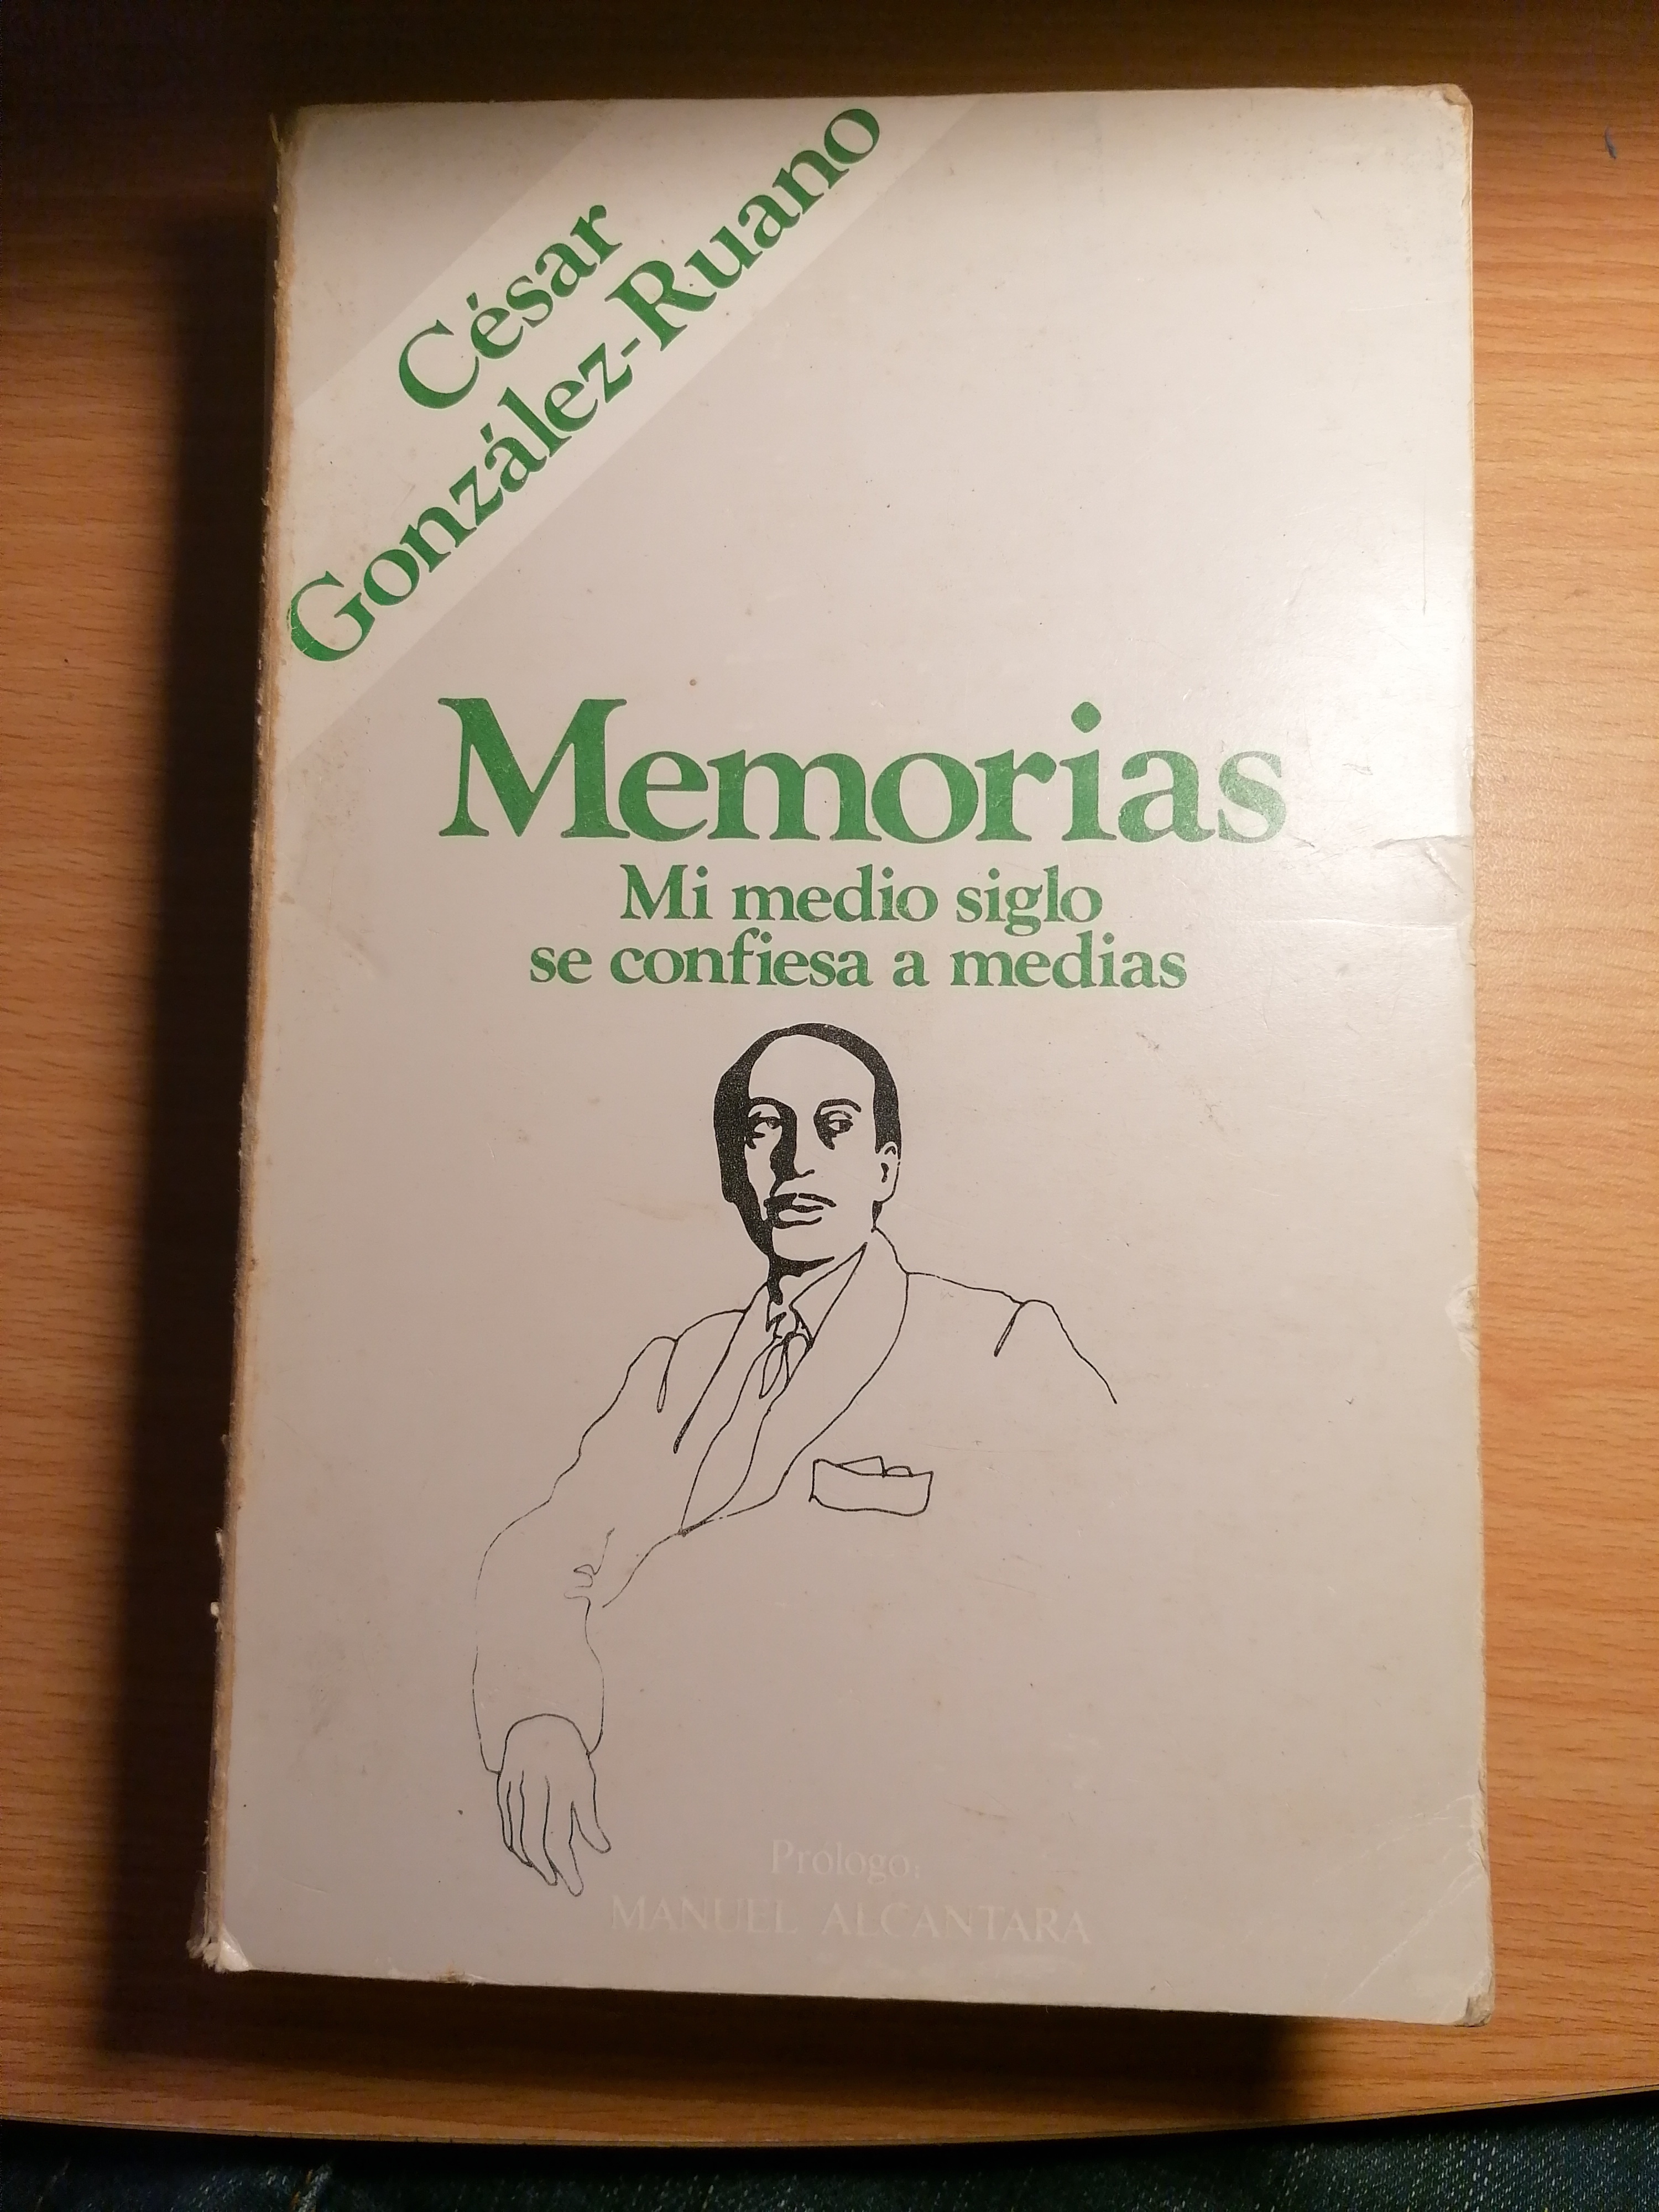 César
González-Ruano
Memorias
Mi medio siglo
se confiesa a medias
Prólogo:
MANUEL ALCANTARA